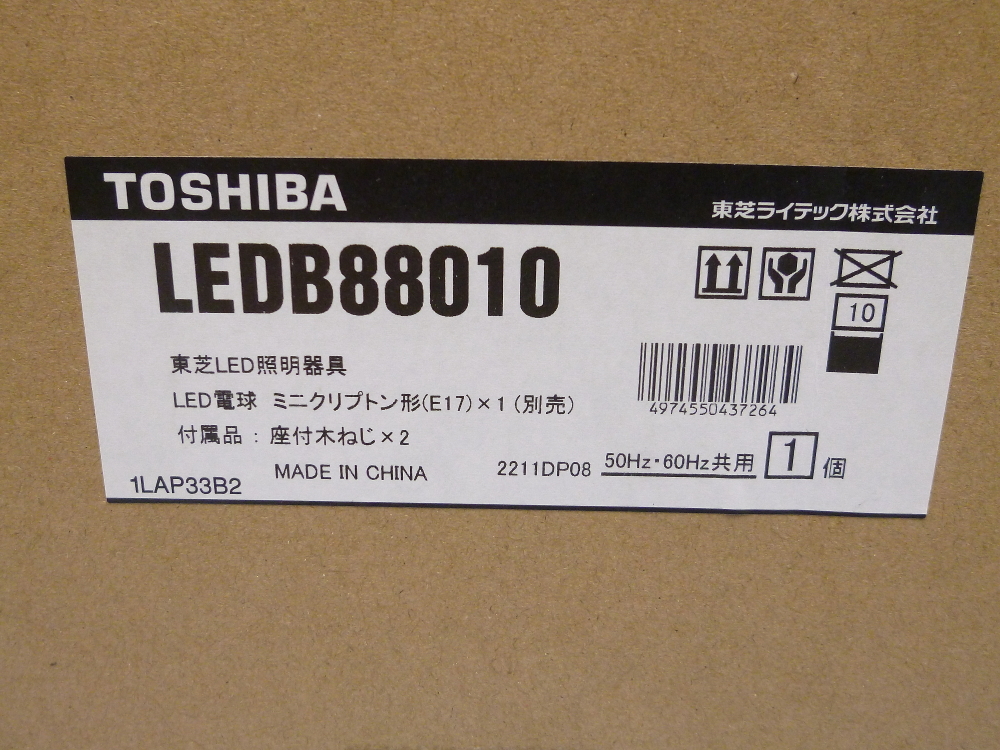 TOSHIBA
東芝ライテック株式会社
LEDB88010
10
東芝LED照明器具
LED電球 ミニクリプトン形(E17)×1 (別売)
4974550437264
付属品 : 座付木ねじ×2
MADE IN CHINA
2211DP08 50Hz・60Hz共用 1 個
1LAP33B2